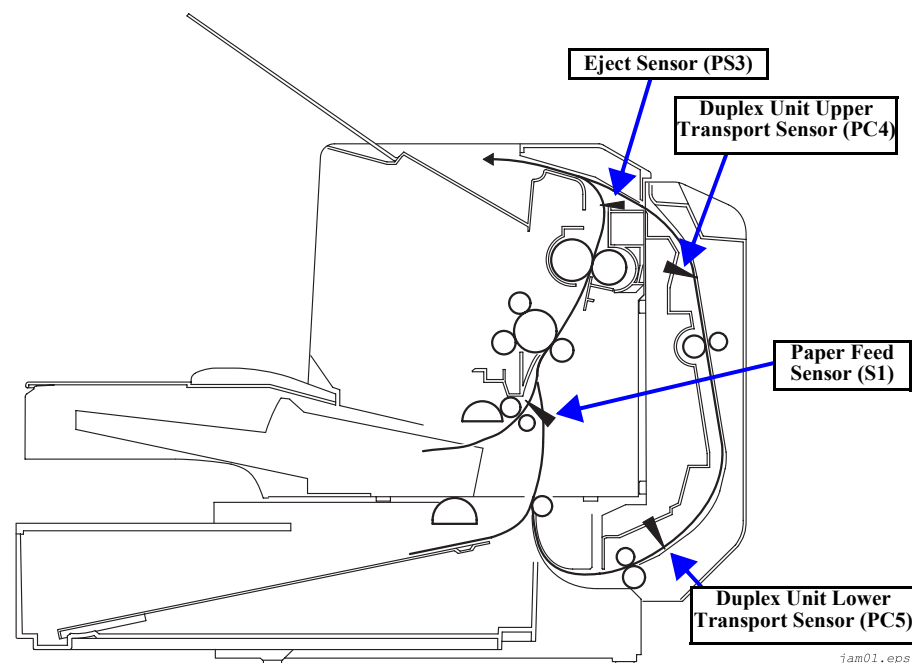 Eject Sensor (PS3)
Duplex Unit Upper
Transport Sensor (PC4)
Paper Feed
Sensor (S1)
Duplex Unit Lower
Transport Sensor (PC5)
jam01.eps